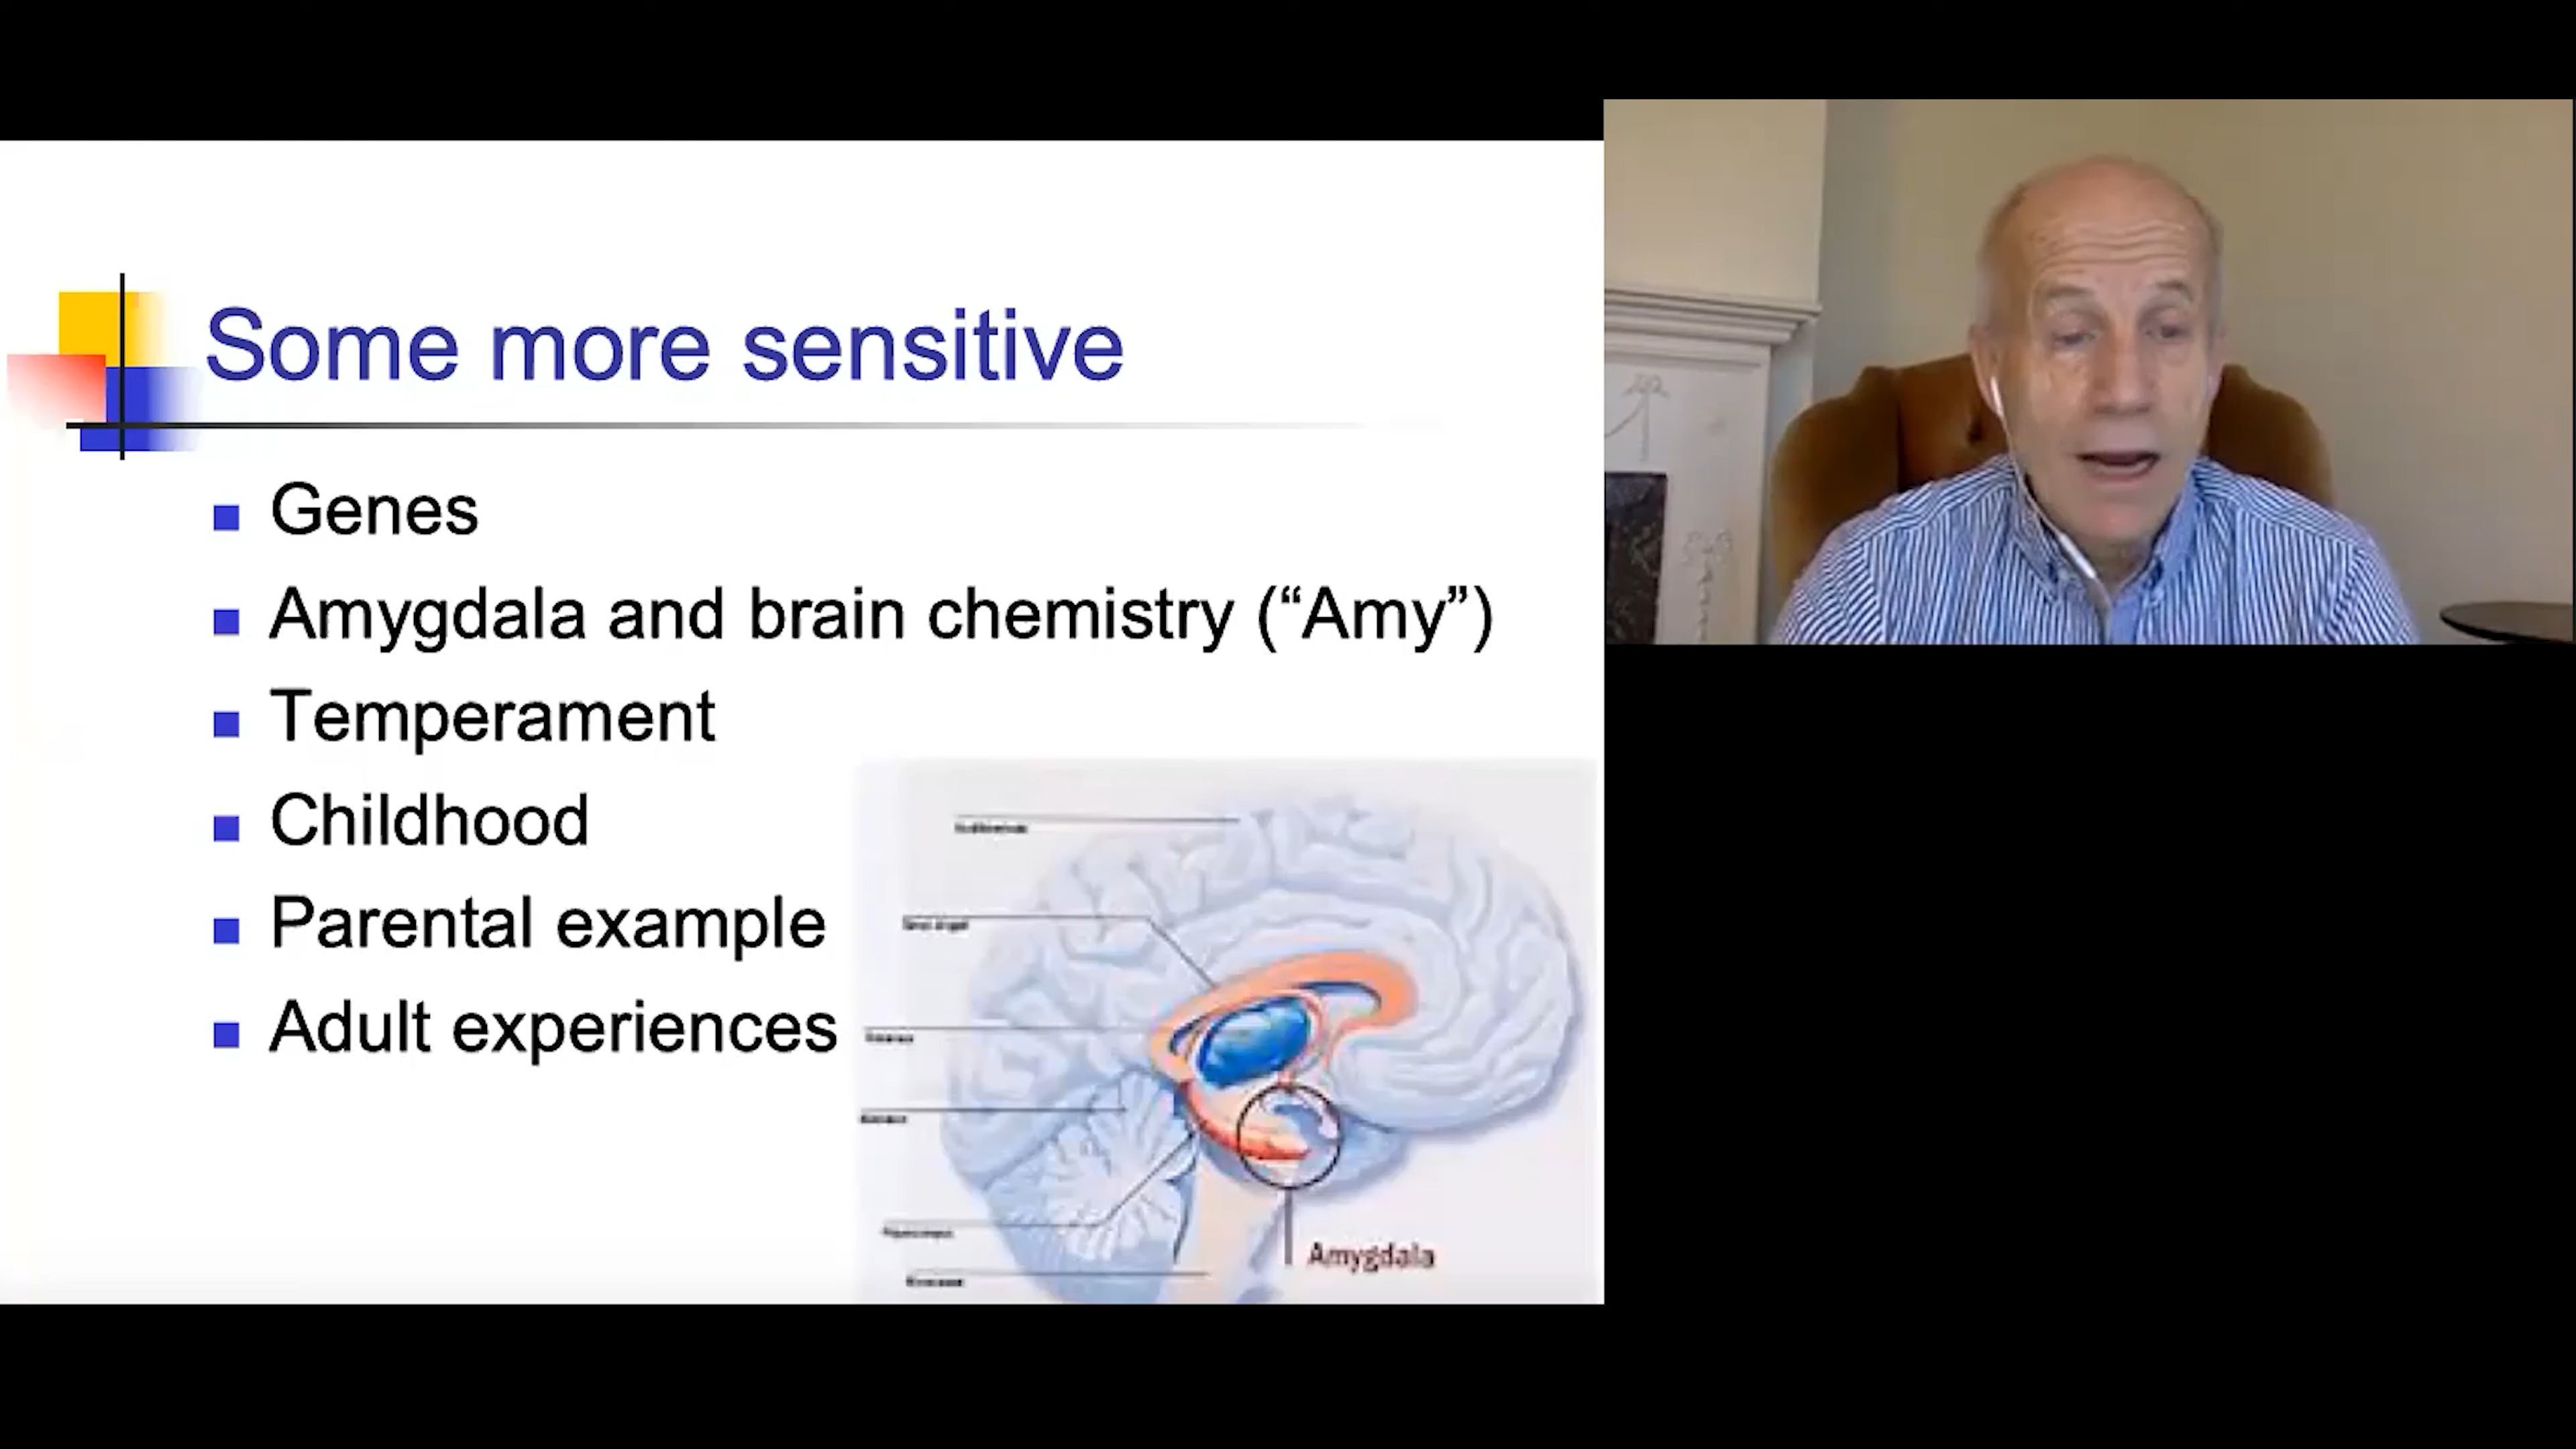 Some more sensitive
Genes
Amygdala and brain chemistry (“Amy”)
Temperament
Childhood
Parental example
Adult experiences
Amygdala